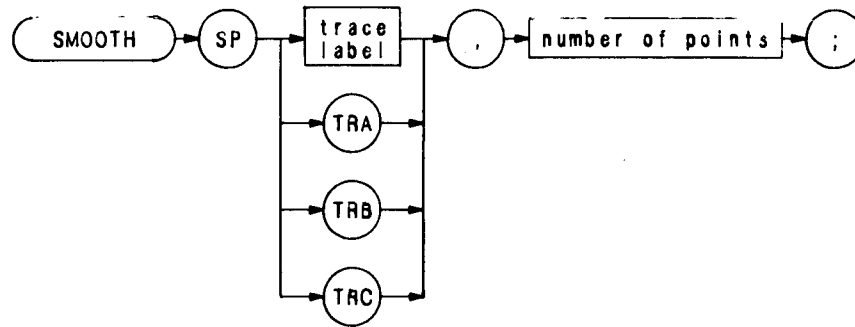 SMOOTH SP trace label , number of points ;
TRA
TRB
TRC